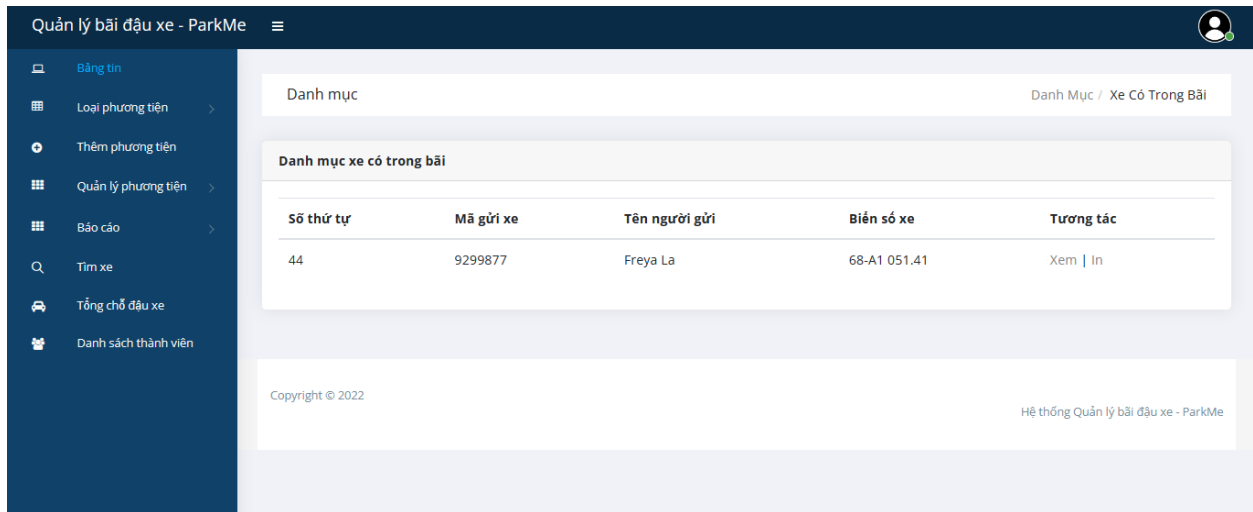 Quản lý bãi đậu xe - ParkMe
Bảng tin
Loại phương tiện
Thêm phương tiện
Quản lý phương tiện
Báo cáo
Tìm xe
Tổng chỗ đậu xe
Danh sách thành viên
Danh mục
Danh Mục / Xe Có Trong Bãi
Danh mục xe có trong bãi
Số thứ tự Mã gửi xe Tên người gửi Biển số xe Tương tác
44 9299877 Freya La 68-A1 051.41 Xem | In
Copyright © 2022
Hệ thống Quản lý bãi đậu xe - ParkMe